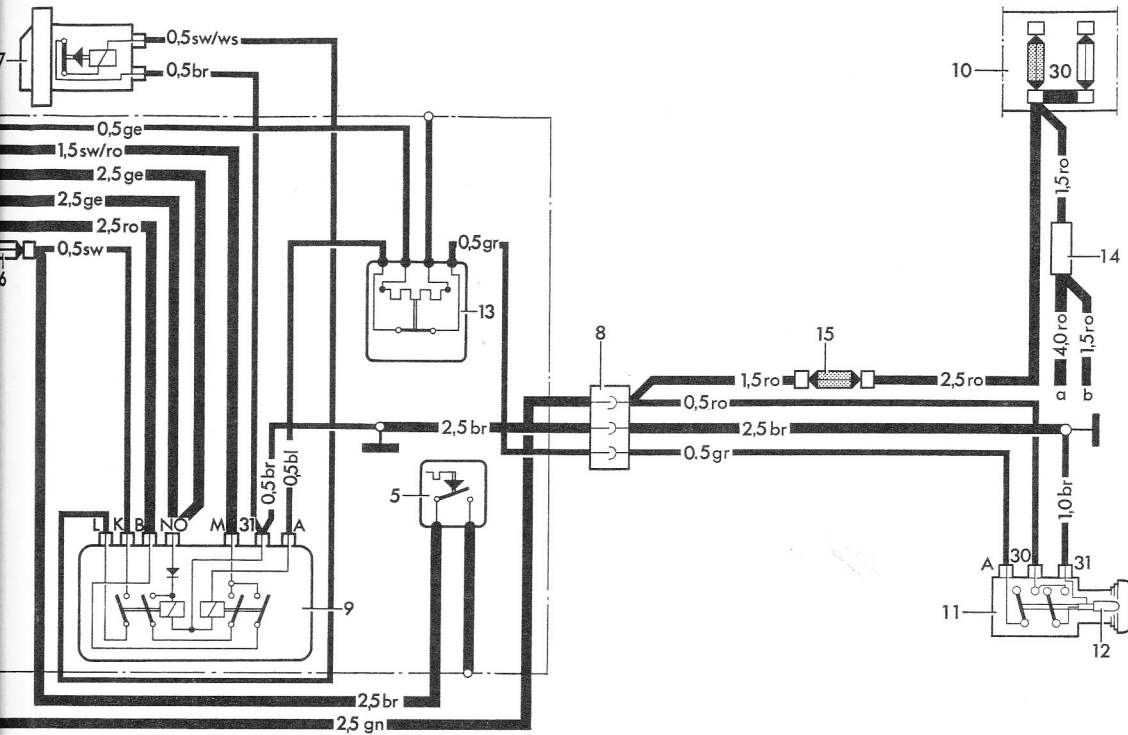 0,5sw/ws
7
0,5br
10
30
0,5ge
1,5sw/ro
2,5ge
2,5ge
2,5ro
0,5sw
6
0,5gr
13
1,5ro
14
4,0ro
1,5ro
a
b
8
15
1,5ro
2,5ro
0,5ro
2,5br
2,5br
0.5gr
0,5br
0,5bl
5
1,0br
L
K
B
NO
M
31
A
9
A
30
31
11
12
2,5br
2,5 gn